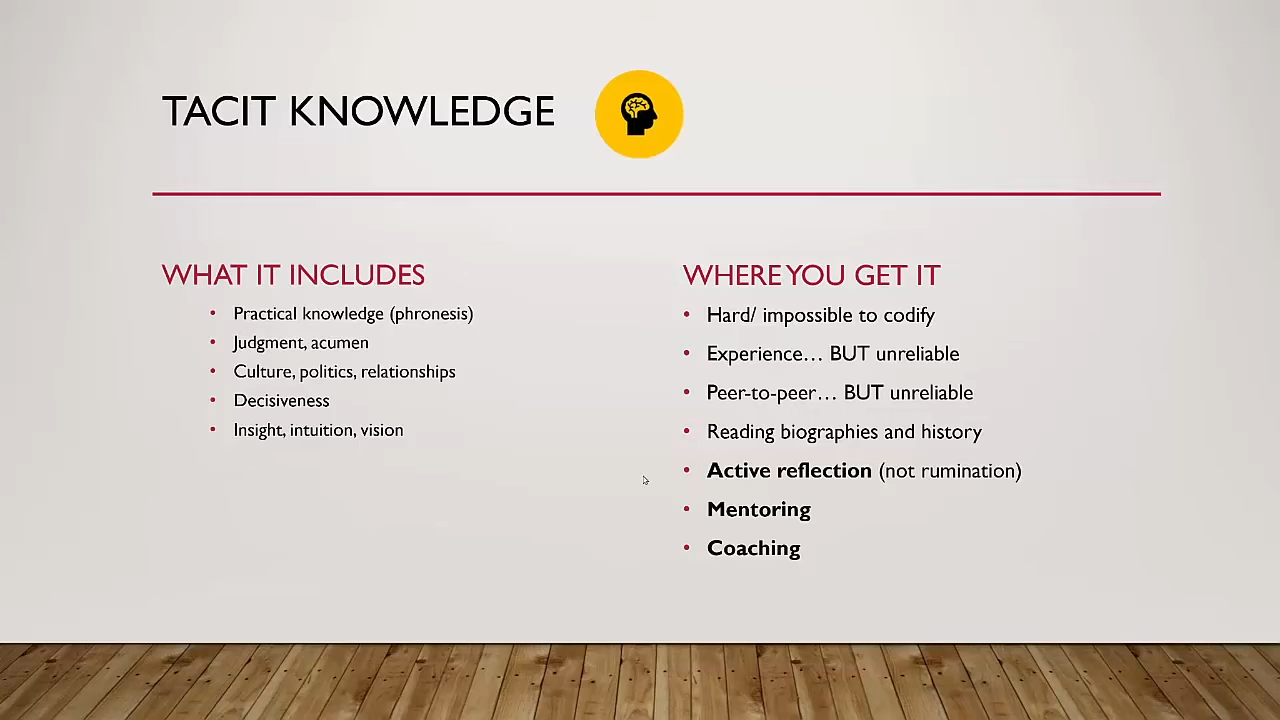 TACIT KNOWLEDGE
WHAT IT INCLUDES
Practical knowledge (phronesis)
Judgment, acumen
Culture, politics, relationships
Decisiveness
Insight, intuition, vision
WHERE YOU GET IT
Hard/ impossible to codify
Experience… BUT unreliable
Peer-to-peer… BUT unreliable
Reading biographies and history
Active reflection (not rumination)
Mentoring
Coaching